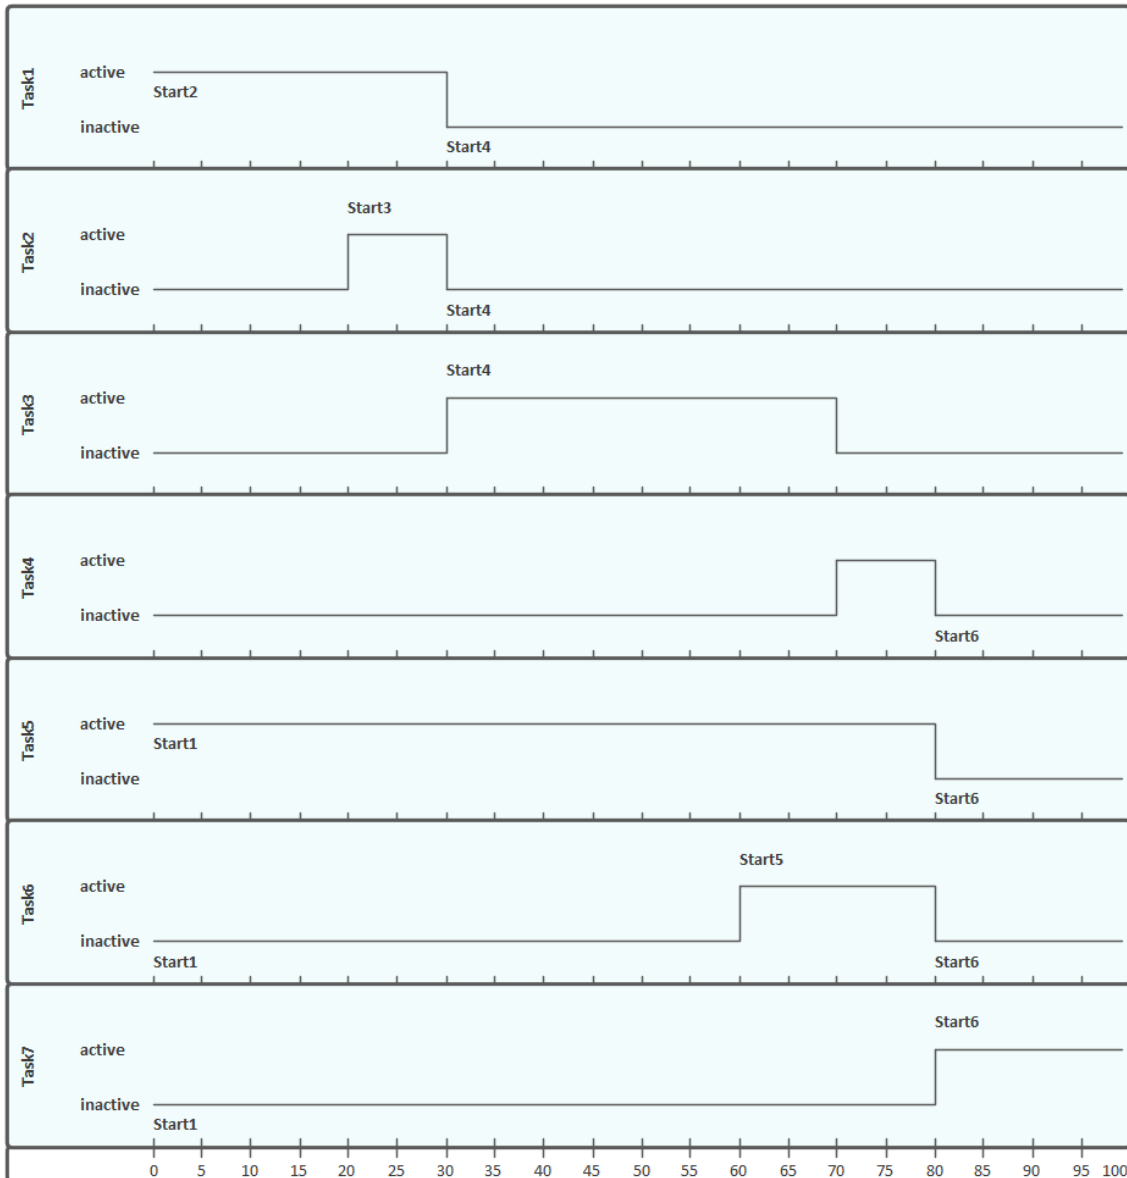 Task1
active
Start2
inactive
Start4
Task2
Start3
active
inactive
Start4
Task3
Start4
active
inactive
Task4
active
inactive
Start6
Task5
active
Start1
inactive
Start6
Task6
Start5
active
inactive
Start1 Start6
Task7
Start6
active
inactive
Start1
0 5 10 15 20 25 30 35 40 45 50 55 60 65 70 75 80 85 90 95 100